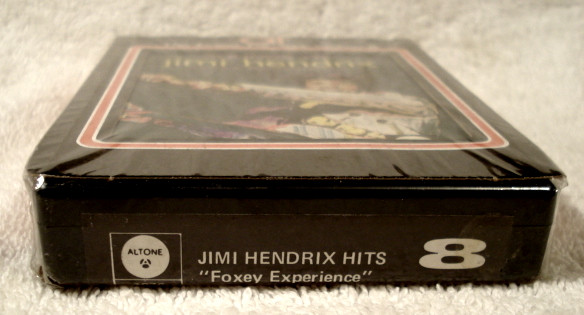 jimi hendrix
ALTONE
A
JIMI HENDRIX HITS
8
"Foxey Experience"